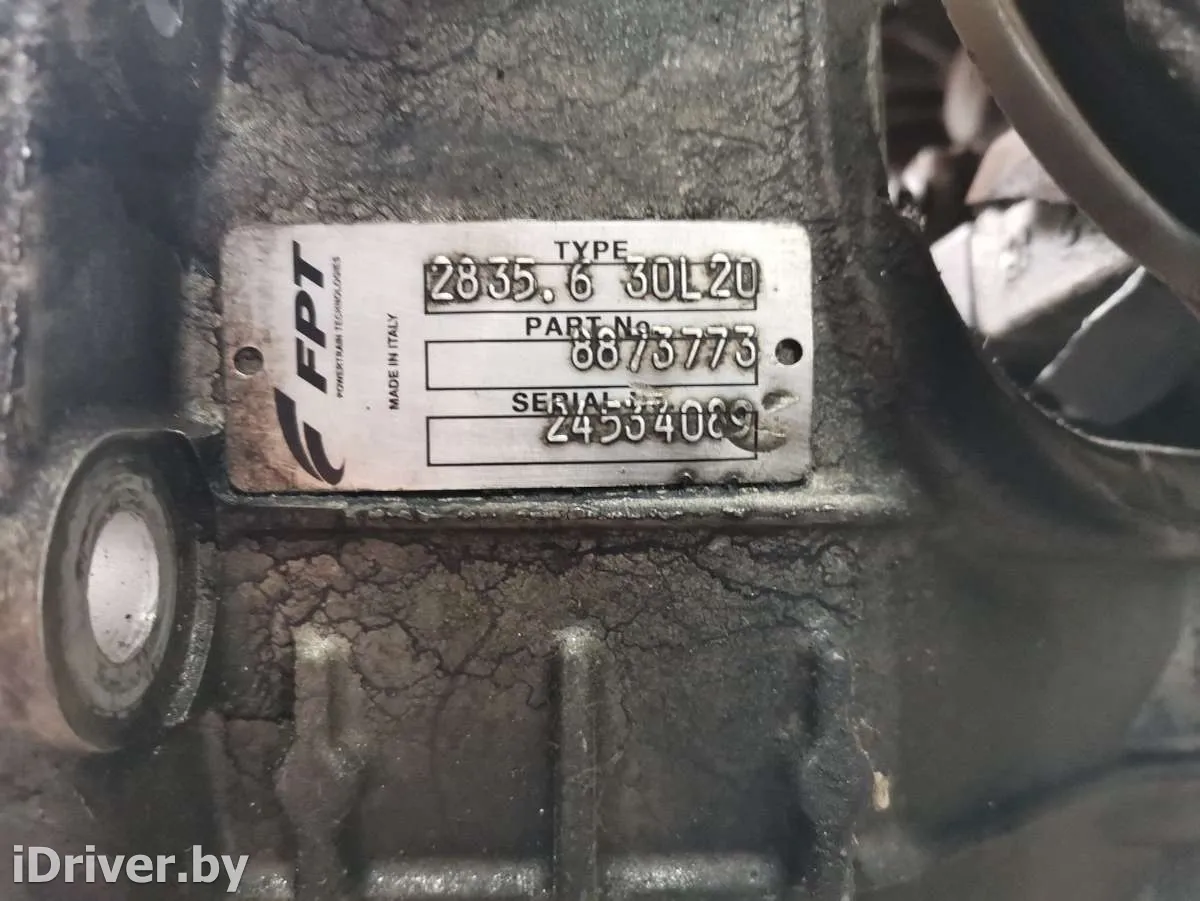 FPT
POWERTRAIN TECHNOLOGIES
MADE IN ITALY
TYPE
2835.6 30L20
PART No.
8873773
SERIAL
24534089
iDriver.by